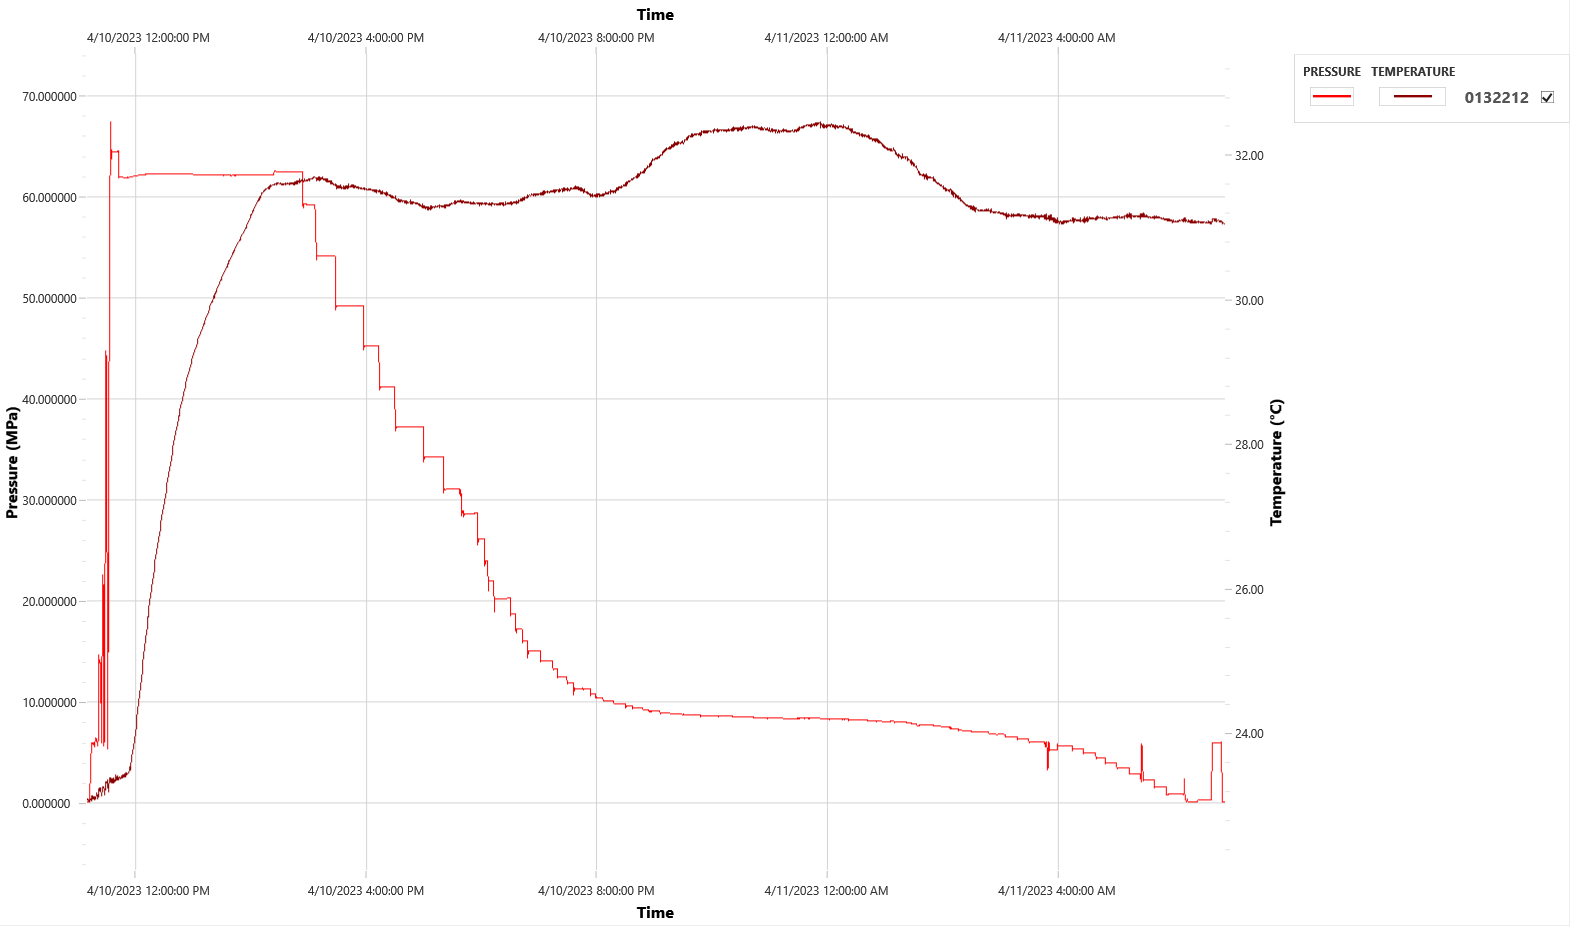 Time
4/10/2023 12:00:00 PM 4/10/2023 4:00:00 PM 4/10/2023 8:00:00 PM 4/11/2023 12:00:00 AM 4/11/2023 4:00:00 AM
PRESSURE TEMPERATURE
0132212
70.000000
60.000000
50.000000
40.000000
30.000000
20.000000
10.000000
0.000000
Pressure (MPa)
32.00
30.00
28.00
26.00
24.00
Temperature (°C)
4/10/2023 12:00:00 PM 4/10/2023 4:00:00 PM 4/10/2023 8:00:00 PM 4/11/2023 12:00:00 AM 4/11/2023 4:00:00 AM
Time